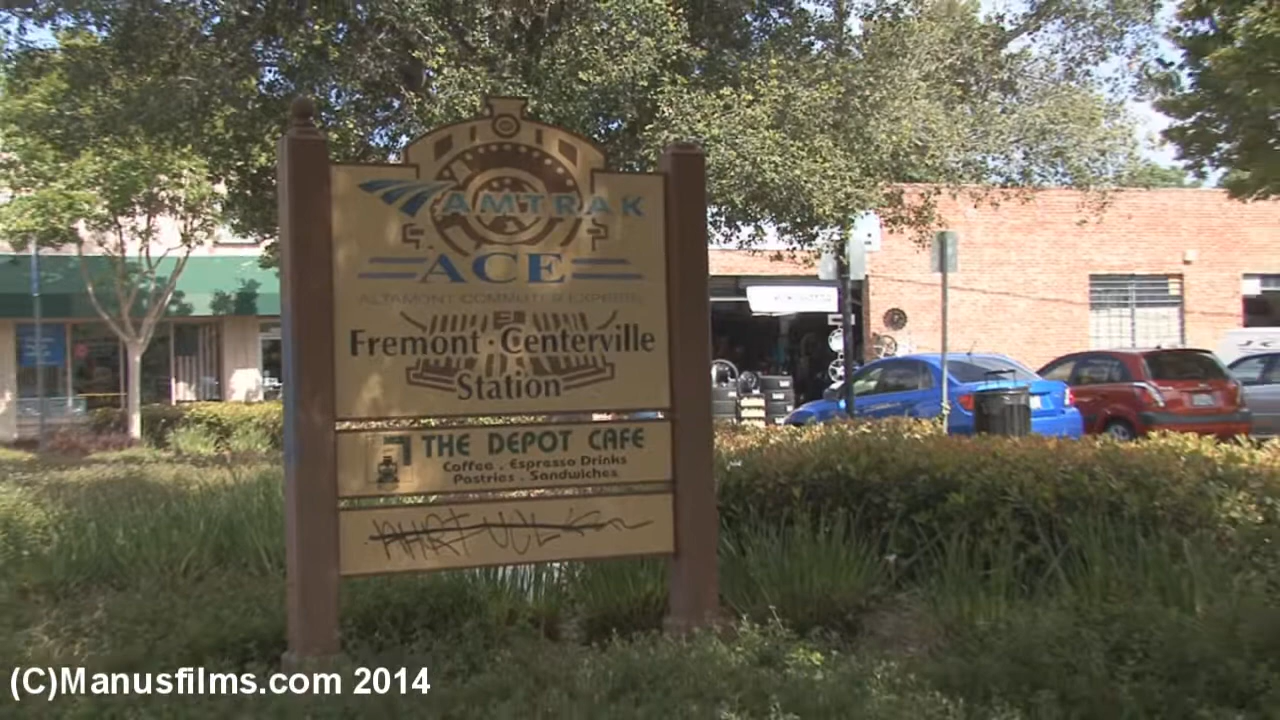 AMTRAK
ACE
ALTAMONT COMMUTER EXPRESS
Fremont · Centerville
Station
THE DEPOT CAFE
Coffee . Espresso Drinks
Pastries . Sandwiches
(C)Manusfilms.com 2014